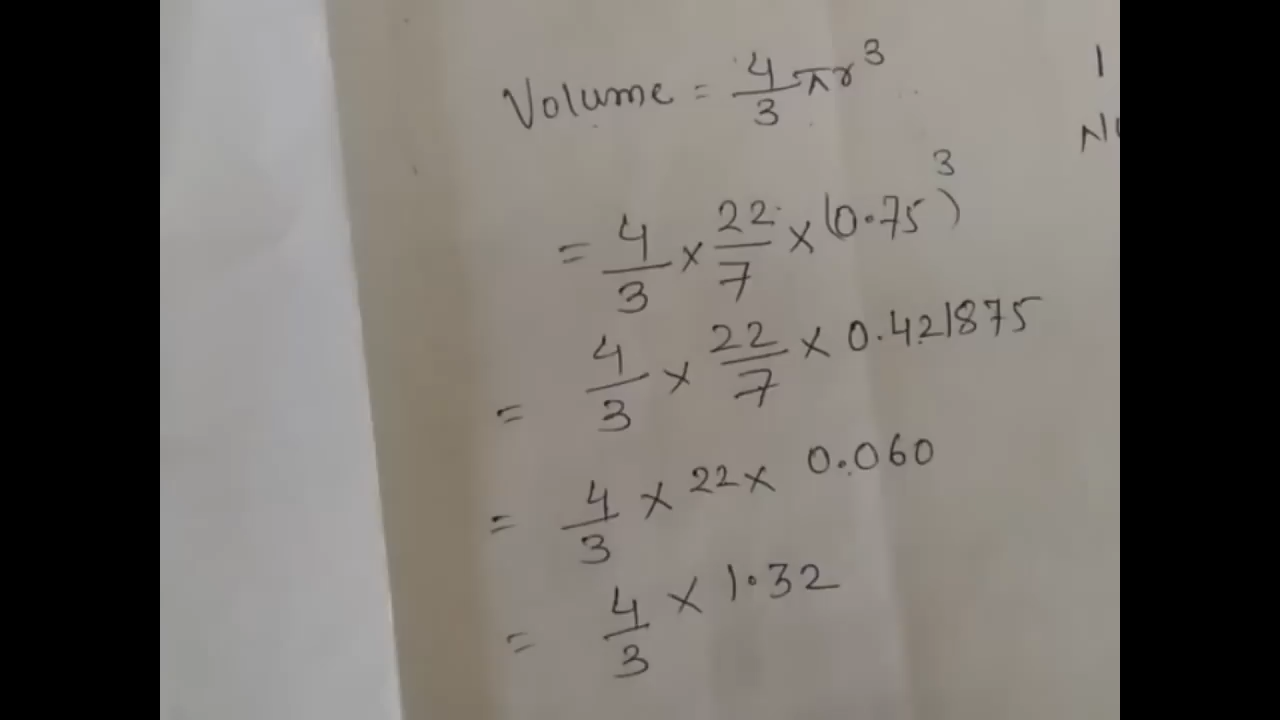 Volume = 4/3 πr³
= 4/3 × 22/7 × (0.75)³
= 4/3 × 22/7 × 0.421875
= 4/3 × 22 × 0.060
= 4/3 × 1.32
1